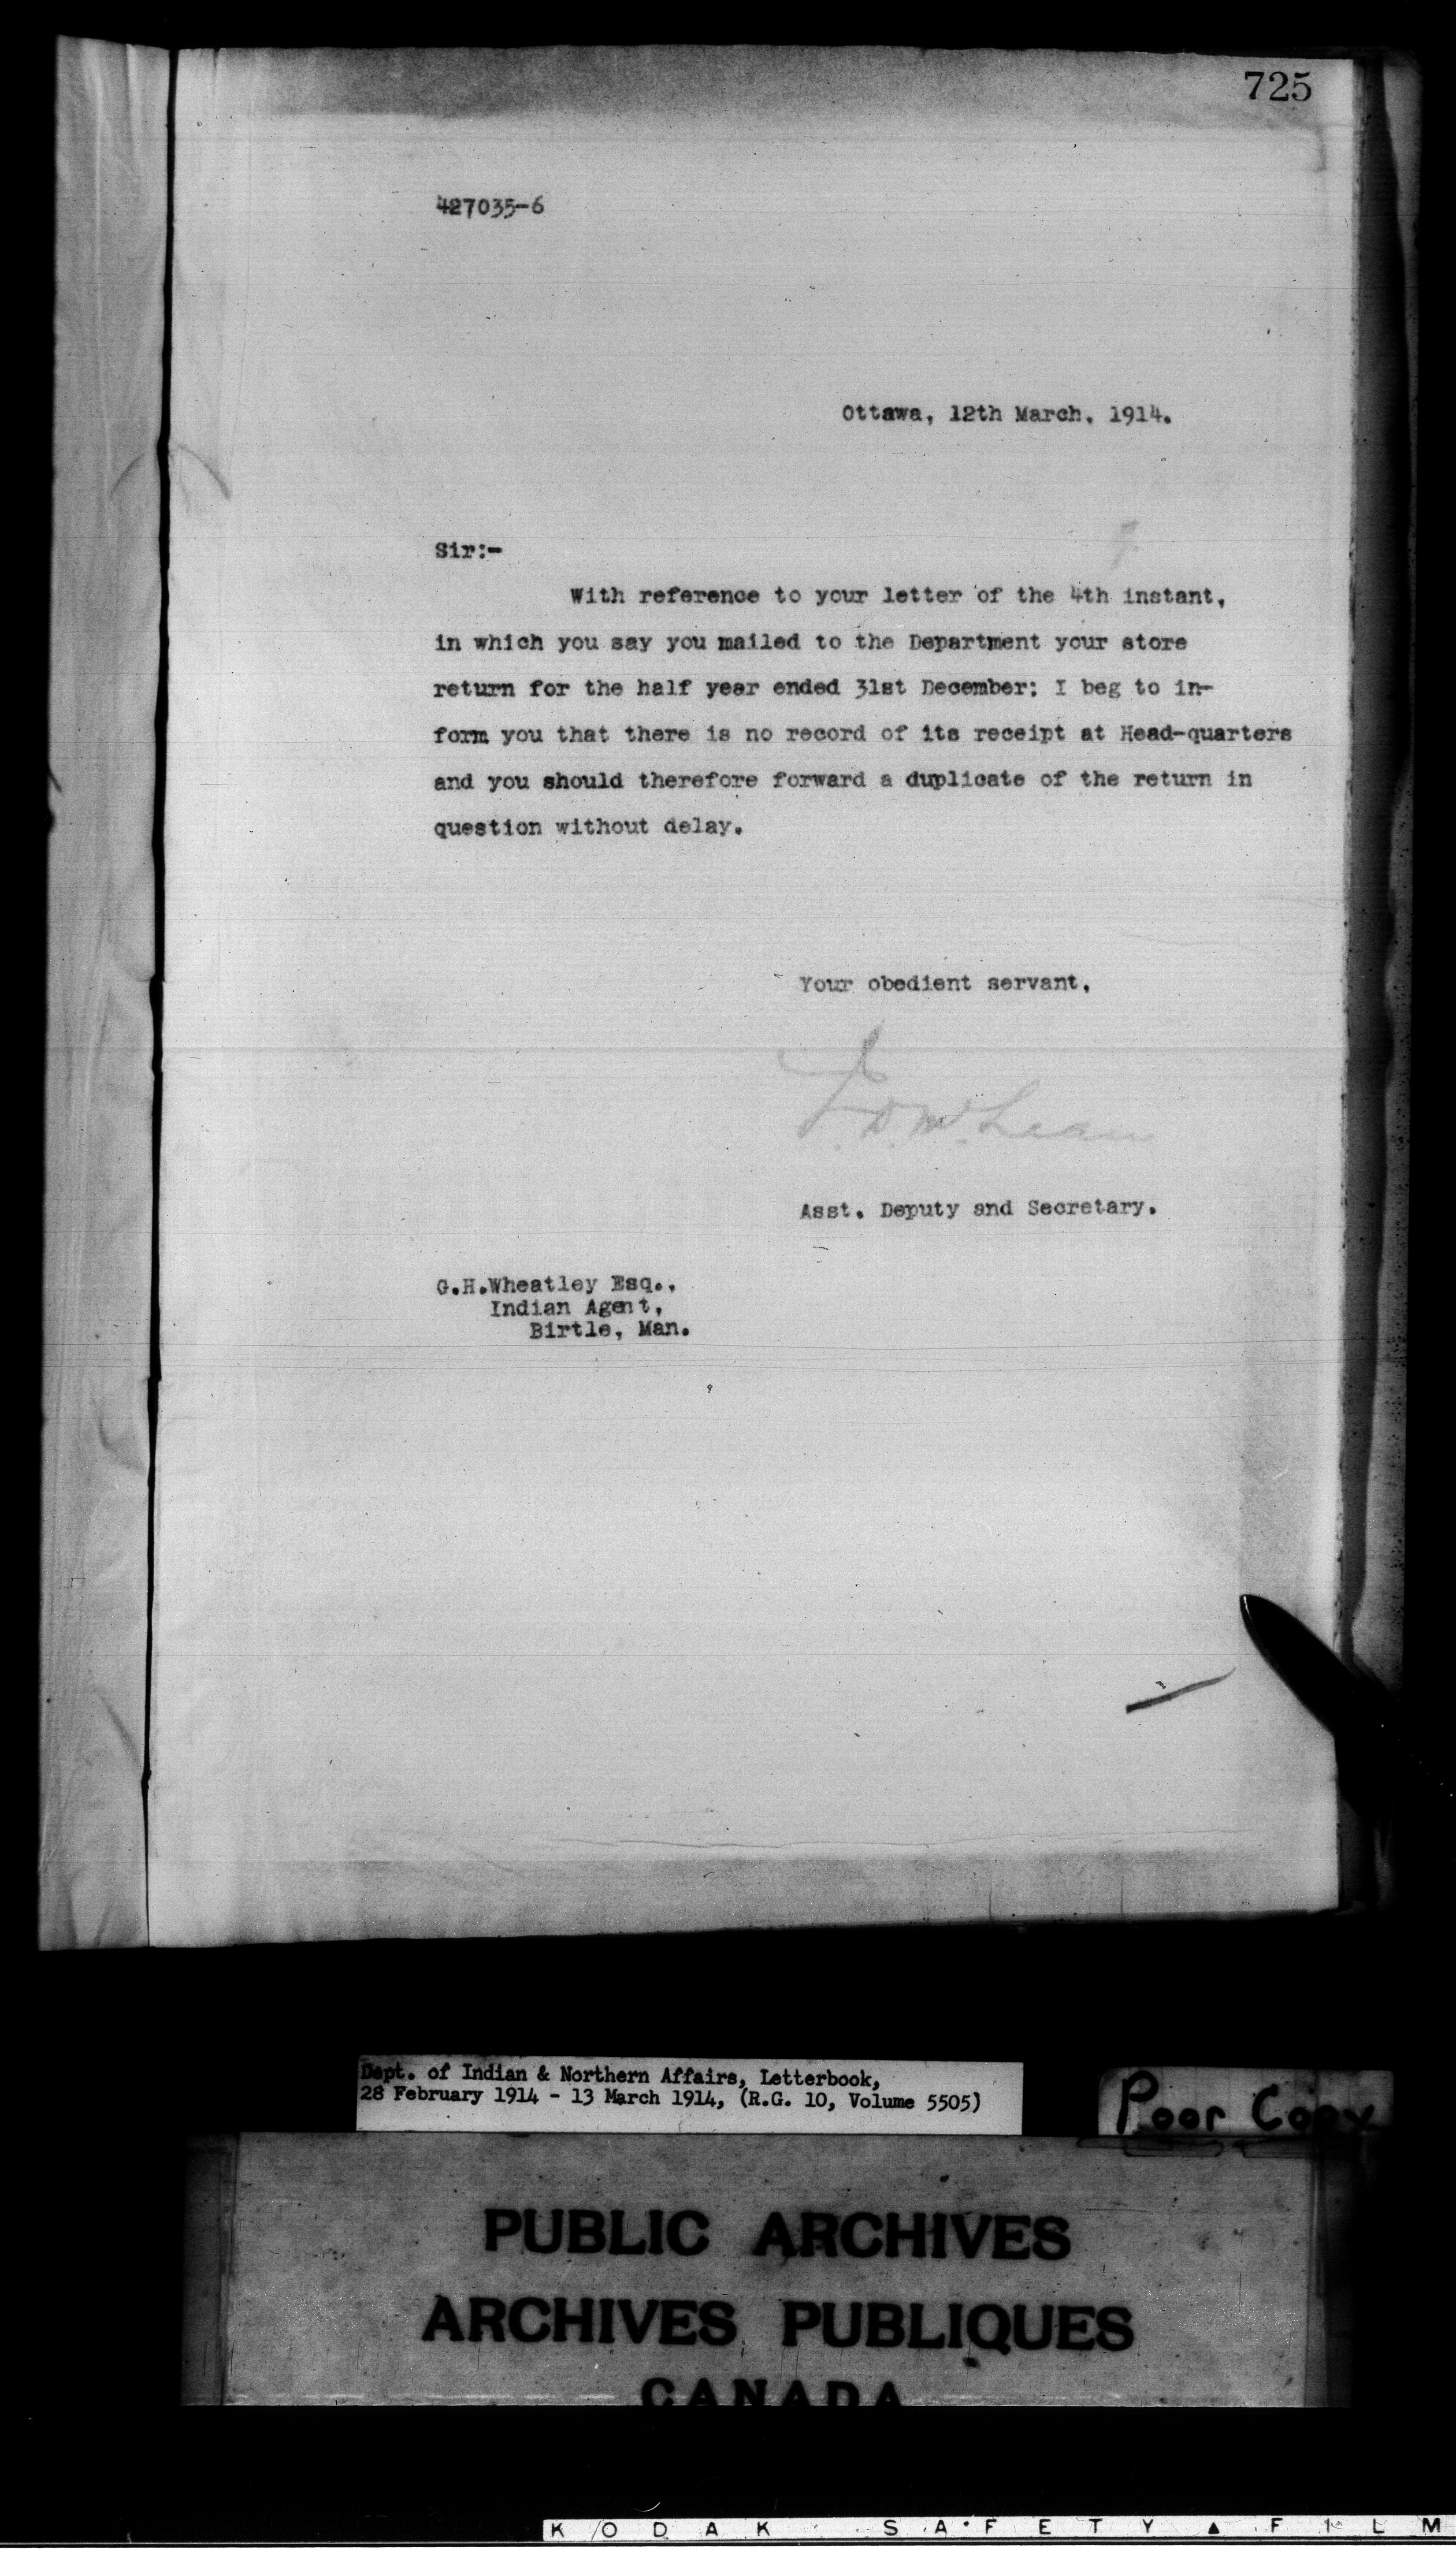 725
427035-6
Ottawa, 12th March, 1914.
Sir:-
With reference to your letter of the 4th instant,
in which you say you mailed to the Department your store
return for the half year ended 31st December: I beg to in-
form you that there is no record of its receipt at Head-quarters
and you should therefore forward a duplicate of the return in
question without delay.
Your obedient servant,
J.D. McLean
Asst. Deputy and Secretary.
G.H.Wheatley Esq.,
Indian Agent,
Birtle, Man.
Dept. of Indian & Northern Affairs, Letterbook,
28 February 1914 - 13 March 1914, (R.G. 10, Volume 5505)
Poor Copy
PUBLIC ARCHIVES
ARCHIVES PUBLIQUES
CANADA
KODAK SAFETY ▲ FILM